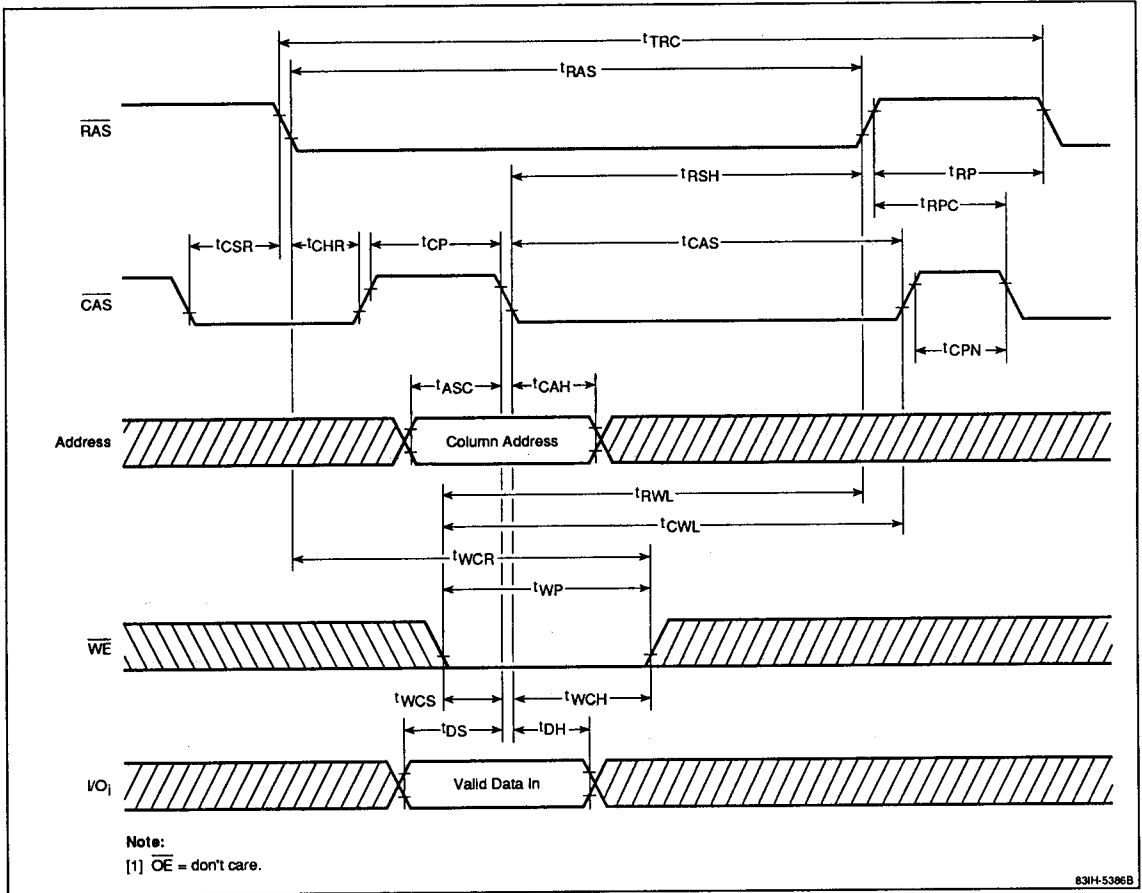 tTRC
tRAS
RAS
tRSH
tRP
tRPC
tCSR
tCHR
tCP
tCAS
CAS
tCPN
tASC
tCAH
Address
Column Address
tRWL
tCWL
tWCR
tWP
WE
tWCS
tWCH
tDS
tDH
I/Oi
Valid Data In
Note:
[1] OE = don't care.
83IH-5386B